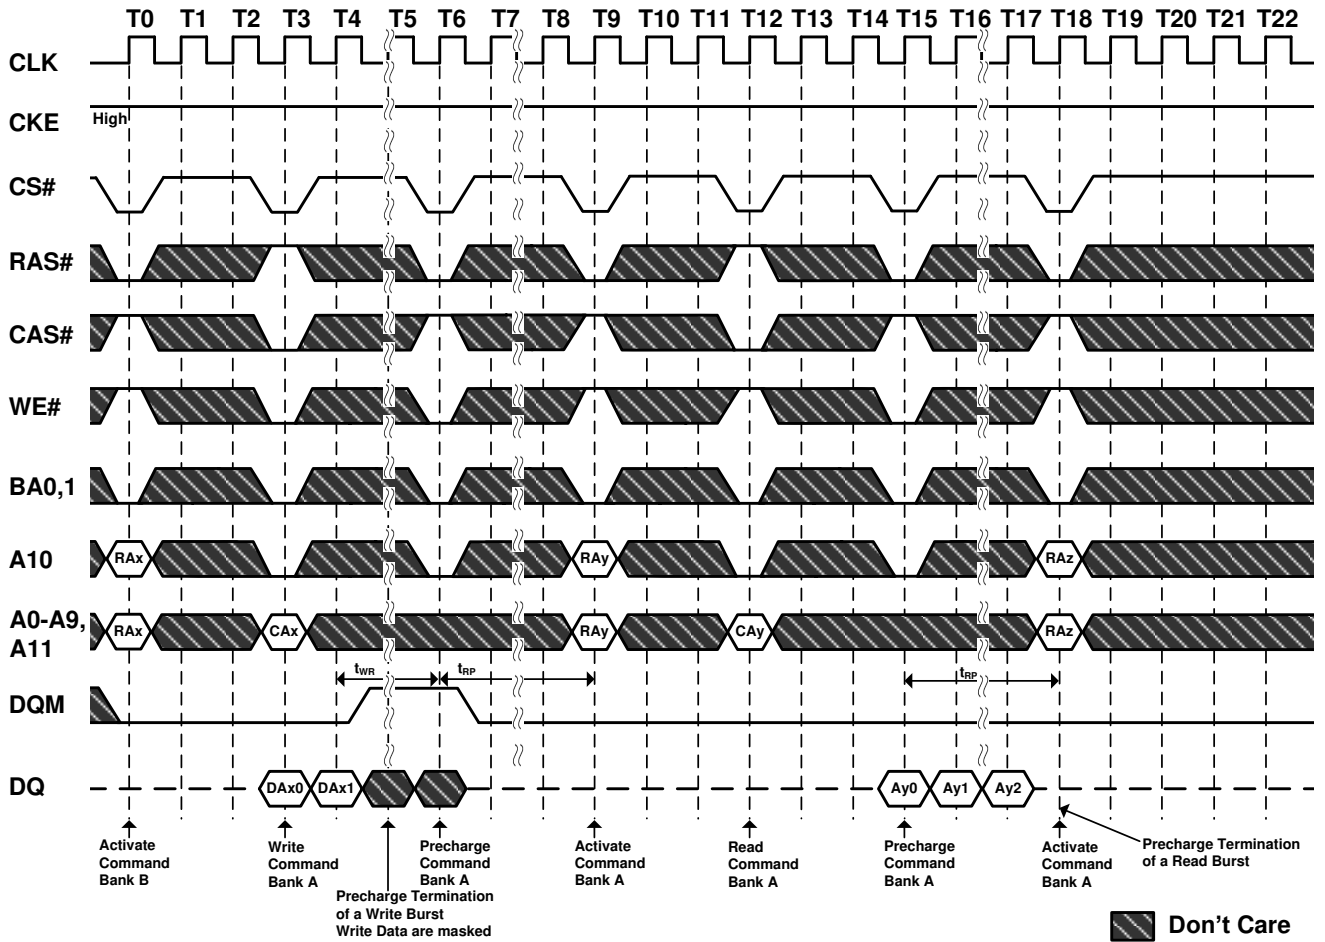 T0 T1 T2 T3 T4 T5 T6 T7 T8 T9 T10 T11 T12 T13 T14 T15 T16 T17 T18 T19 T20 T21 T22
CLK
CKE
High
CS#
RAS#
CAS#
WE#
BA0,1
A10
RAx RAy RAz
A0-A9,
A11
RAx CAx RAy CAy RAz
tWR tRP tRP
DQM
DQ
DAx0 DAx1 Ay0 Ay1 Ay2
Activate
Command
Bank B
Write
Command
Bank A
Precharge Termination
of a Write Burst
Write Data are masked
Precharge
Command
Bank A
Activate
Command
Bank A
Read
Command
Bank A
Precharge
Command
Bank A
Activate
Command
Bank A
Precharge Termination
of a Read Burst
Don't Care